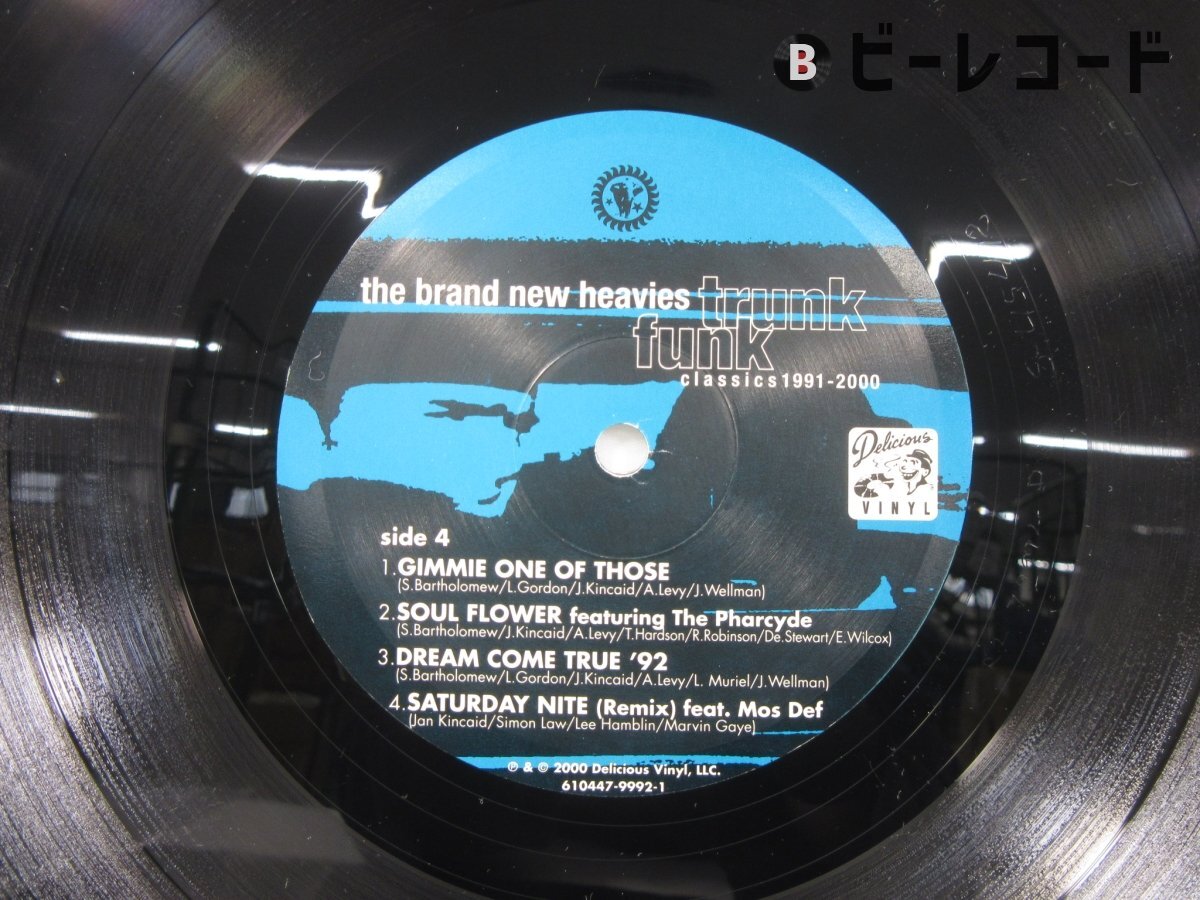 B ビーレコード
the brand new heavies trunk
funk
classics 1991-2000
Delicious
VINYL
side 4
1. GIMMIE ONE OF THOSE
(S.Bartholomew/L.Gordon/J.Kincaid/A.Levy/J.Wellman)
2. SOUL FLOWER featuring The Pharcyde
(S.Bartholomew/J.Kincaid/A.Levy/T.Hardson/R.Robinson/De.Stewart/E.Wilcox)
3. DREAM COME TRUE '92
(S.Bartholomew/L.Gordon/J.Kincaid/A.Levy/L. Muriel/J.Wellman)
4. SATURDAY NITE (Remix) feat. Mos Def
(Jan Kincaid/Simon Law/Lee Hamblin/Marvin Gaye)
℗ & © 2000 Delicious Vinyl, LLC.
610447-9992-1